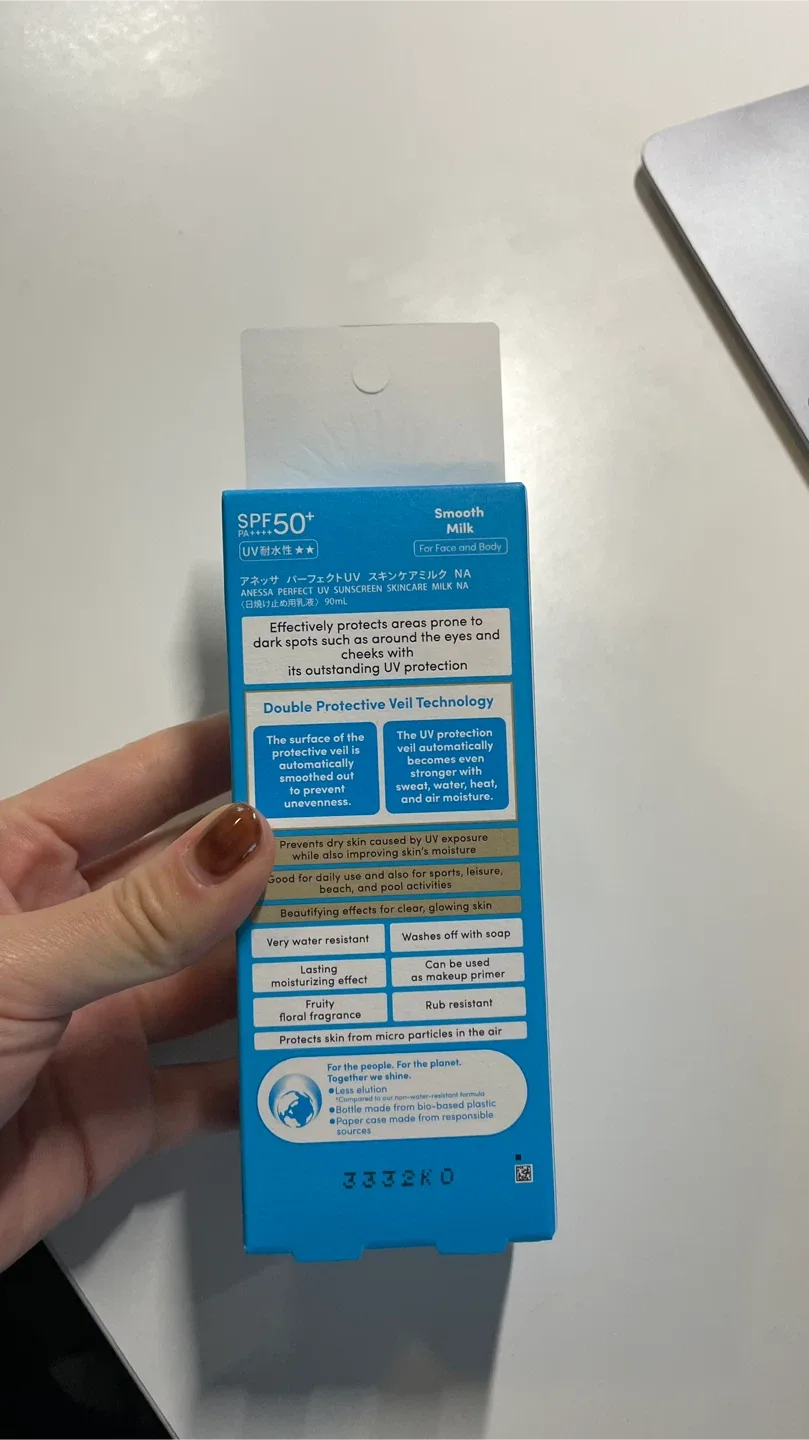 SPF50+
PA++++
UV耐水性★★
Smooth
Milk
For Face and Body
アネッサ パーフェクトUV スキンケアミルク NA
ANESSA PERFECT UV SUNSCREEN SKINCARE MILK NA
〈日焼け止め用乳液〉 90mL
Effectively protects areas prone to
dark spots such as around the eyes and
cheeks with
its outstanding UV protection
Double Protective Veil Technology
The surface of the
protective veil is
automatically
smoothed out
to prevent
unevenness.
The UV protection
veil automatically
becomes even
stronger with
sweat, water, heat,
and air moisture.
Prevents dry skin caused by UV exposure
while also improving skin's moisture
Good for daily use and also for sports, leisure,
beach, and pool activities
Beautifying effects for clear, glowing skin
Very water resistant
Washes off with soap
Lasting
moisturizing effect
Can be used
as makeup primer
Fruity
floral fragrance
Rub resistant
Protects skin from micro particles in the air
For the people. For the planet.
Together we shine.
●Less elution
*Compared to our non-water-resistant formula
●Bottle made from bio-based plastic
●Paper case made from responsible
sources
3332K0